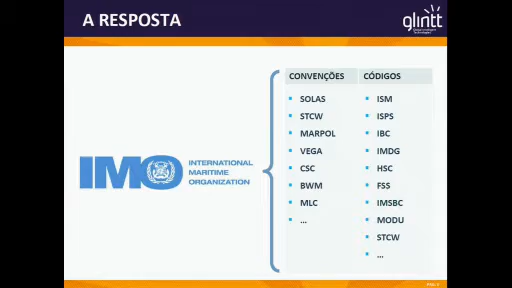 A RESPOSTA
glintt
IMO
INTERNATIONAL
MARITIME
ORGANIZATION
CONVENÇÕES
SOLAS
STCW
MARPOL
VEGA
CSC
BWM
MLC
...
CÓDIGOS
ISM
ISPS
IBC
IMDG
HSC
FSS
IMSBC
MODU
STCW
...